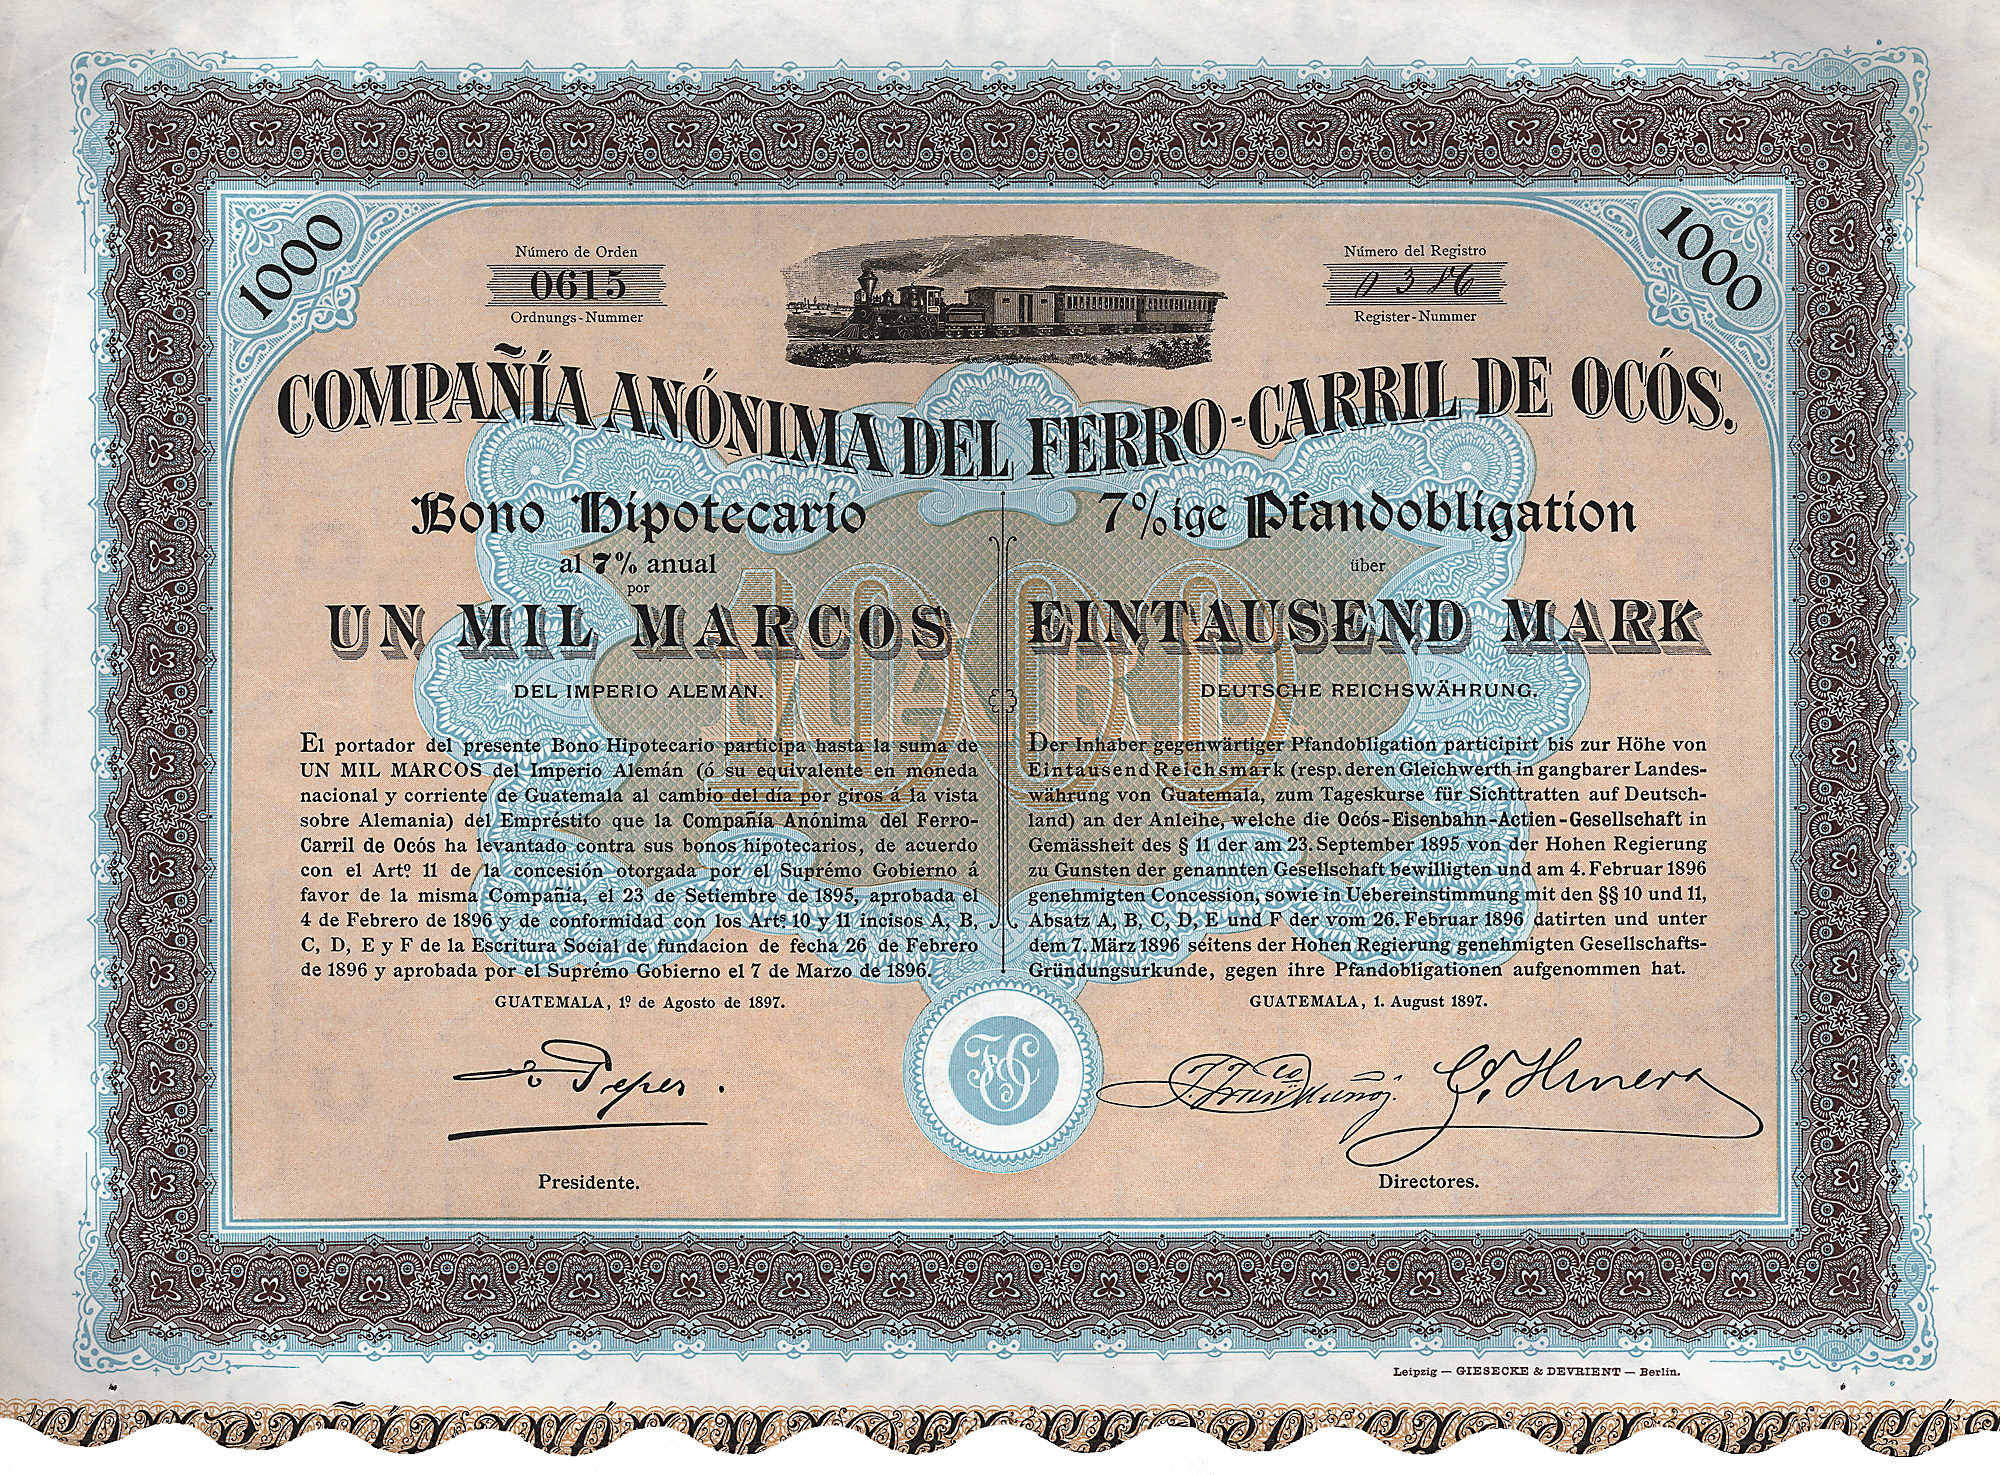 1000
1000
Número de Orden
0615
Ordnungs-Nummer
Número del Registro
Register-Nummer
COMPAÑÍA ANÓNIMA DEL FERRO-CARRIL DE OCÓS.
Bono Hipotecario
al 7% anual
por
UN MIL MARCOS
DEL IMPERIO ALEMAN.
El portador del presente Bono Hipotecario participa hasta la suma de
UN MIL MARCOS del Imperio Alemán (ó su equivalente en moneda
nacional y corriente de Guatemala al cambio del día por giros á la vista
sobre Alemania) del Empréstito que la Compañía Anónima del Ferro-
Carril de Ocós ha levantado contra sus bonos hipotecarios, de acuerdo
con el Artº 11 de la concesión otorgada por el Suprémo Gobierno á
favor de la misma Compañía, el 23 de Setiembre de 1895, aprobada el
4 de Febrero de 1896 y de conformidad con los Artˢ 10 y 11 incisos A, B,
C, D, E y F de la Escritura Social de fundacion de fecha 26 de Febrero
de 1896 y aprobada por el Suprémo Gobierno el 7 de Marzo de 1896.
GUATEMALA, 1º de Agosto de 1897.
Presidente.
7%ige Pfandobligation
über
EINTAUSEND MARK
DEUTSCHE REICHSWÄHRUNG.
Der Inhaber gegenwärtiger Pfandobligation participirt bis zur Höhe von
Eintausend Reichsmark (resp. deren Gleichwerth in gangbarer Landes-
währung von Guatemala, zum Tageskurse für Sichttratten auf Deutsch-
land) an der Anleihe, welche die Ocós-Eisenbahn-Actien-Gesellschaft in
Gemässheit des § 11 der am 23. September 1895 von der Hohen Regierung
zu Gunsten der genannten Gesellschaft bewilligten und am 4. Februar 1896
genehmigten Concession, sowie in Uebereinstimmung mit den §§ 10 und 11,
Absatz A, B, C, D, E und F der vom 26. Februar 1896 datirten und unter
dem 7. März 1896 seitens der Hohen Regierung genehmigten Gesellschafts-
Gründungsurkunde, gegen ihre Pfandobligationen aufgenommen hat.
GUATEMALA, 1. August 1897.
Directores.
1000
Leipzig — GIESECKE & DEVRIENT — Berlin.